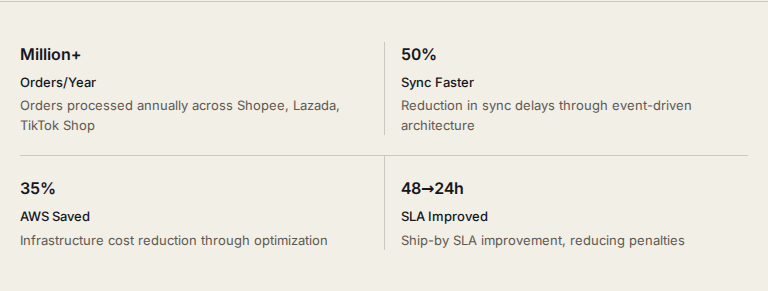 Million+
Orders/Year
Orders processed annually across Shopee, Lazada,
TikTok Shop
50%
Sync Faster
Reduction in sync delays through event-driven
architecture
35%
AWS Saved
Infrastructure cost reduction through optimization
48→24h
SLA Improved
Ship-by SLA improvement, reducing penalties